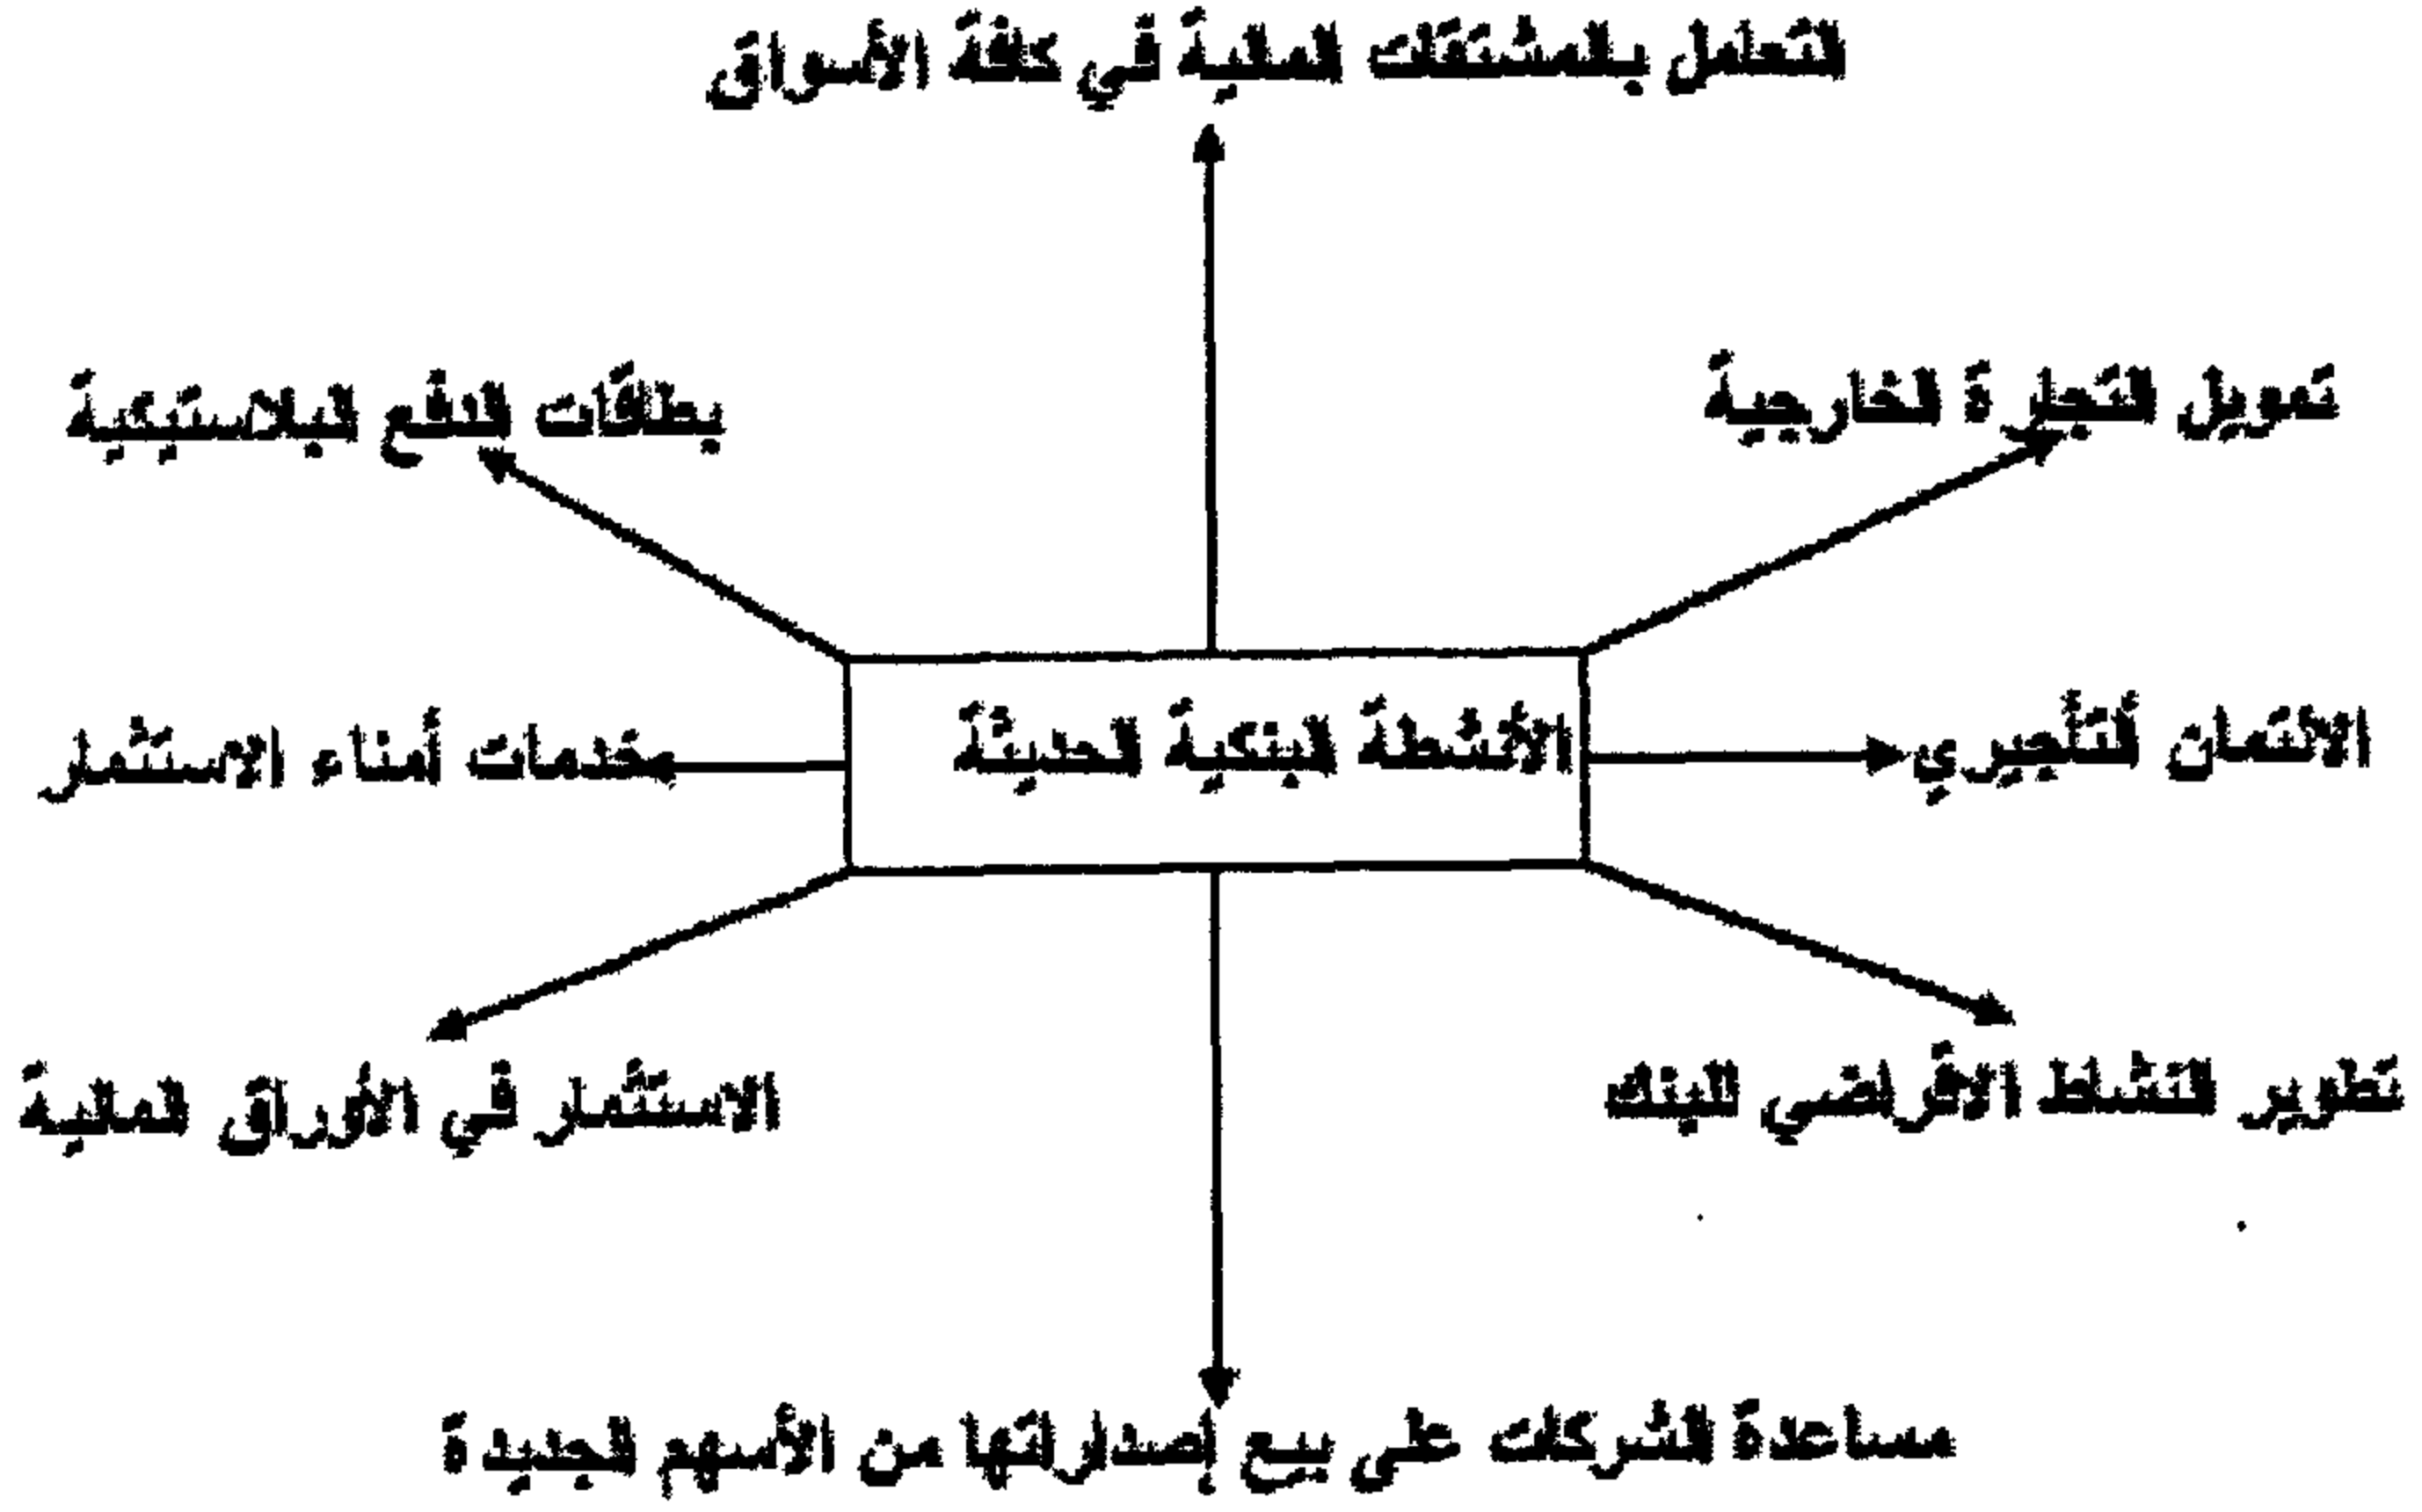 التعامل بالمشتقات المالية في كافة الأسواق
تمويل التجارة الخارجية
بطاقات الدفع البلاستيكية
الأنشطة البنكية الحديثة
الائتمان التأجيري
خدمات أمناء الاستثمار
تطوير النشاط الاقراضي للبنك
الاستثمار في الأوراق المالية
مساعدة الشركات على بيع إصداراتها من الأسهم الجديدة